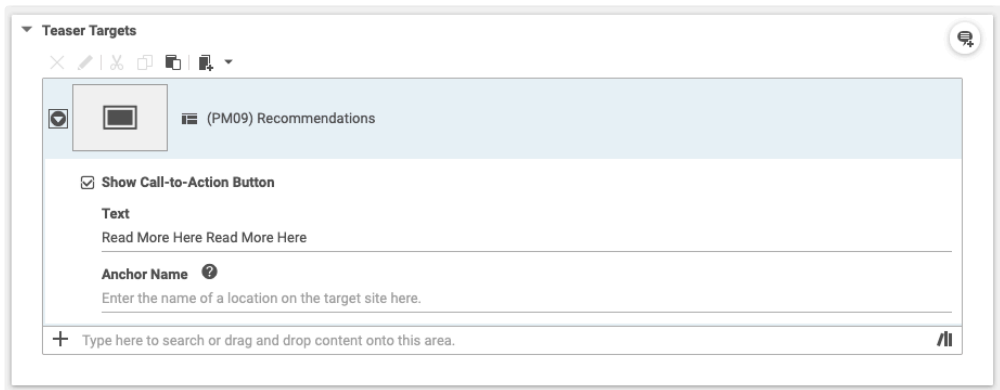 Teaser Targets
(PM09) Recommendations
Show Call-to-Action Button
Text
Read More Here Read More Here
Anchor Name
Enter the name of a location on the target site here.
Type here to search or drag and drop content onto this area.